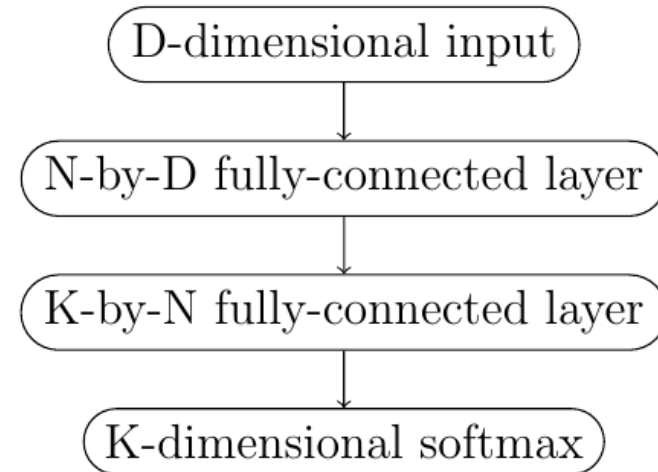 D-dimensional input
N-by-D fully-connected layer
K-by-N fully-connected layer
K-dimensional softmax